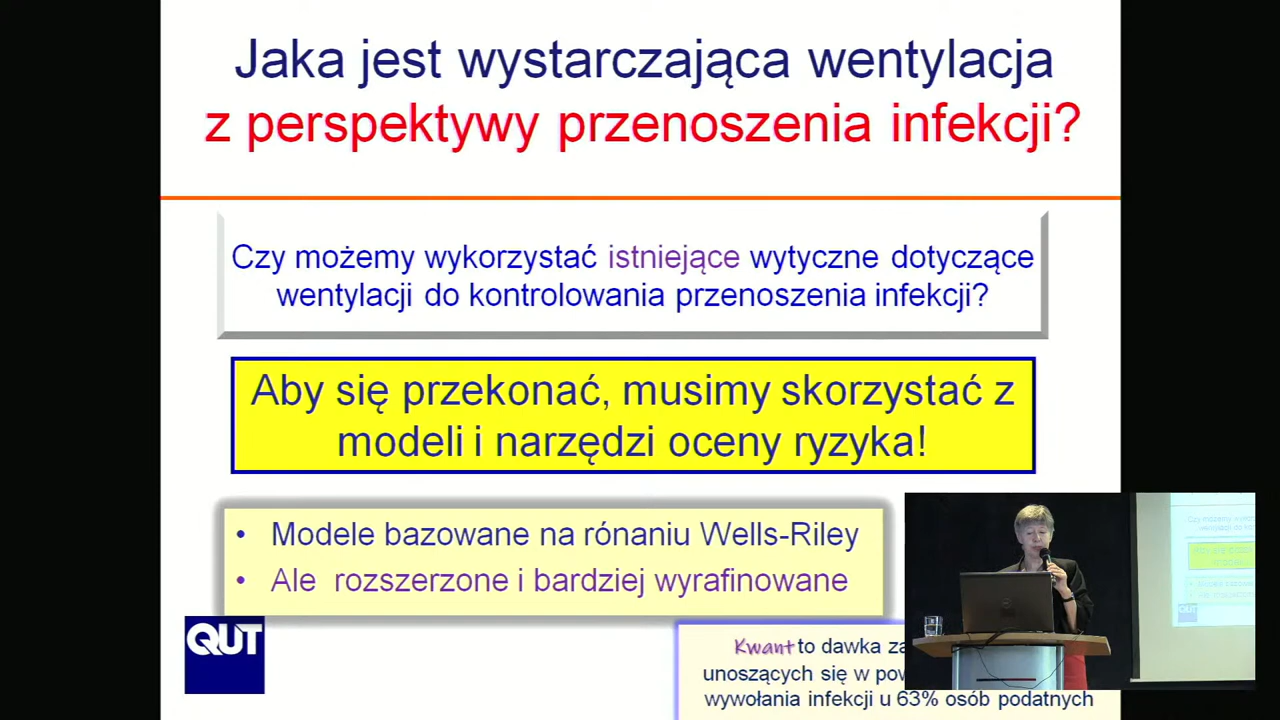 Jaka jest wystarczająca wentylacja
z perspektywy przenoszenia infekcji?
Czy możemy wykorzystać istniejące wytyczne dotyczące
wentylacji do kontrolowania przenoszenia infekcji?
Aby się przekonać, musimy skorzystać z
modeli i narzędzi oceny ryzyka!
• Modele bazowane na rónaniu Wells-Riley
• Ale rozszerzone i bardziej wyrafinowane
QUT
Kwant to dawka
unoszących się w
wywołania infekcji u 63% osób podatnych